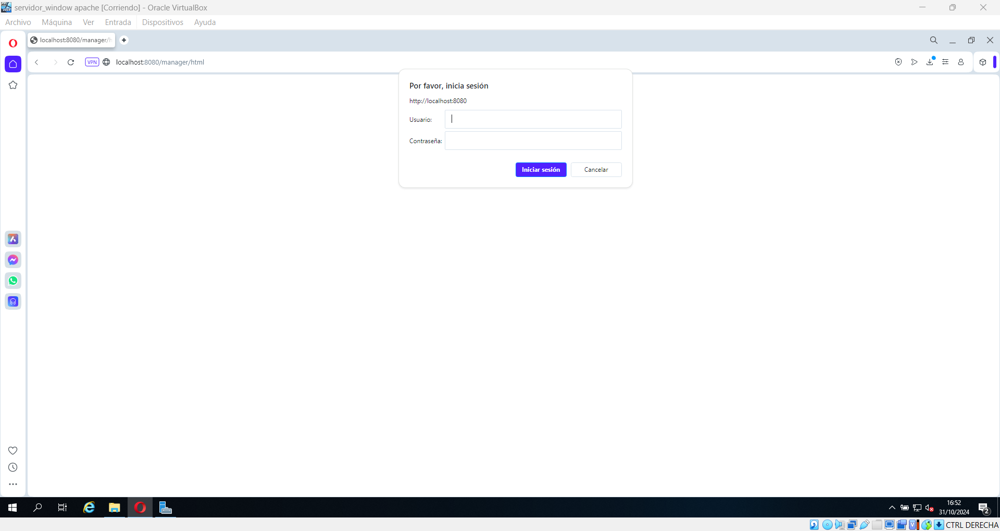 servidor_window apache [Corriendo] - Oracle VirtualBox
Archivo Máquina Ver Entrada Dispositivos Ayuda
localhost:8080/manager/h
VPN localhost:8080/manager/html
Por favor, inicia sesión
http://localhost:8080
Usuario:
Contraseña:
Iniciar sesión Cancelar
16:52
31/10/2024
2
CTRL DERECHA